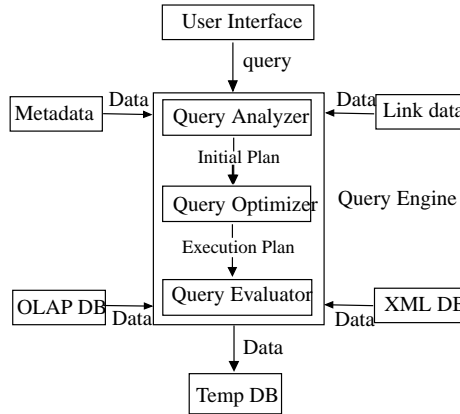 User Interface
query
Data
Data
Metadata
Query Analyzer
Link data
Initial Plan
Query Optimizer
Query Engine
Execution Plan
Query Evaluator
OLAP DB
XML DB
Data
Data
Data
Temp DB